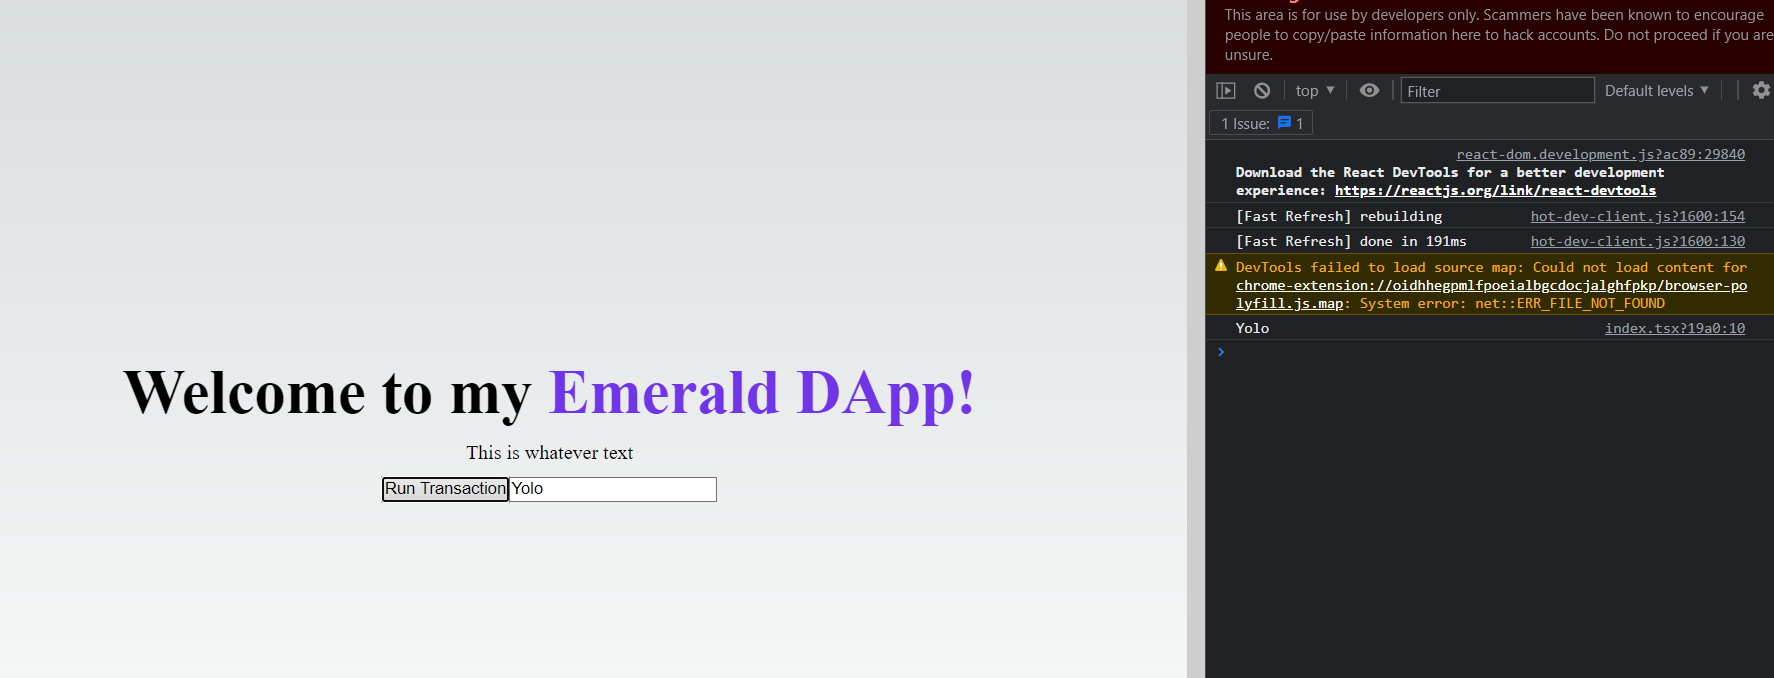 Welcome to my Emerald DApp!
This is whatever text
Run Transaction
Yolo
This area is for use by developers only. Scammers have been known to encourage
people to copy/paste information here to hack accounts. Do not proceed if you are
unsure.
top
Filter
Default levels
1 Issue: 1
react-dom.development.js?ac89:29840
Download the React DevTools for a better development
experience: https://reactjs.org/link/react-devtools
[Fast Refresh] rebuilding hot-dev-client.js?1600:154
[Fast Refresh] done in 191ms hot-dev-client.js?1600:130
DevTools failed to load source map: Could not load content for
chrome-extension://oidhhegpmlfpoeialbgcdocjalghfpkp/browser-po
lyfill.js.map: System error: net::ERR_FILE_NOT_FOUND
Yolo index.tsx?19a0:10